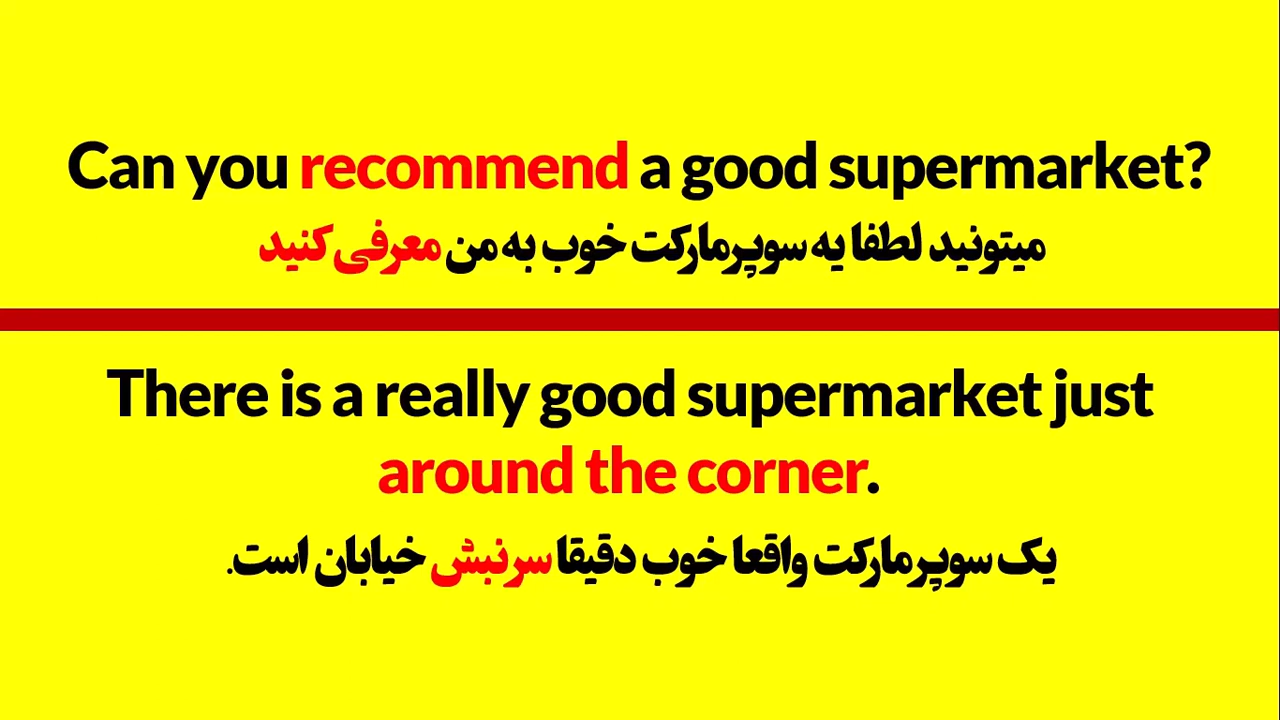 Can you recommend a good supermarket?
میتونید لطفا یه سوپرمارکت خوب به من معرفی کنید
There is a really good supermarket just
around the corner.
یک سوپرمارکت واقعا خوب دقیقا سرنبش خیابان است.